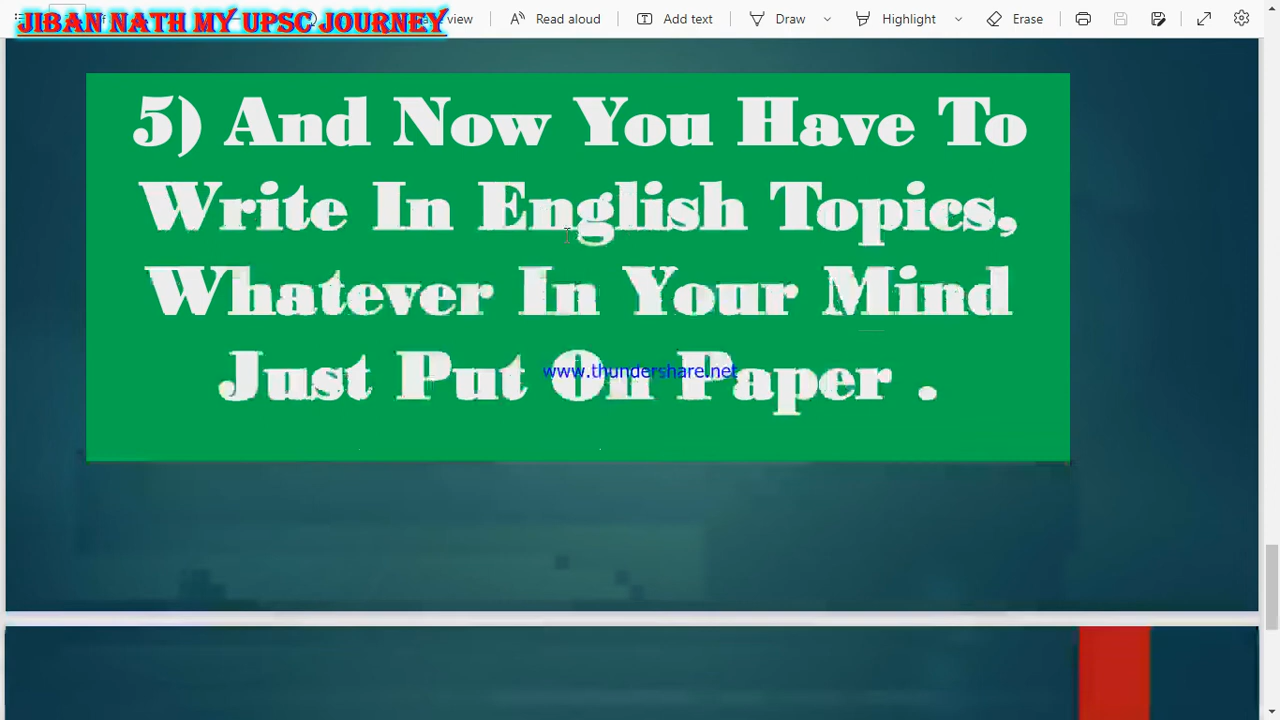 JIBAN NATH MY UPSC JOURNEY
view
Read aloud
Add text
Draw
Highlight
Erase
5) And Now You Have To
Write In English Topics,
Whatever In Your Mind
Just Put On Paper .
www.thundershare.net